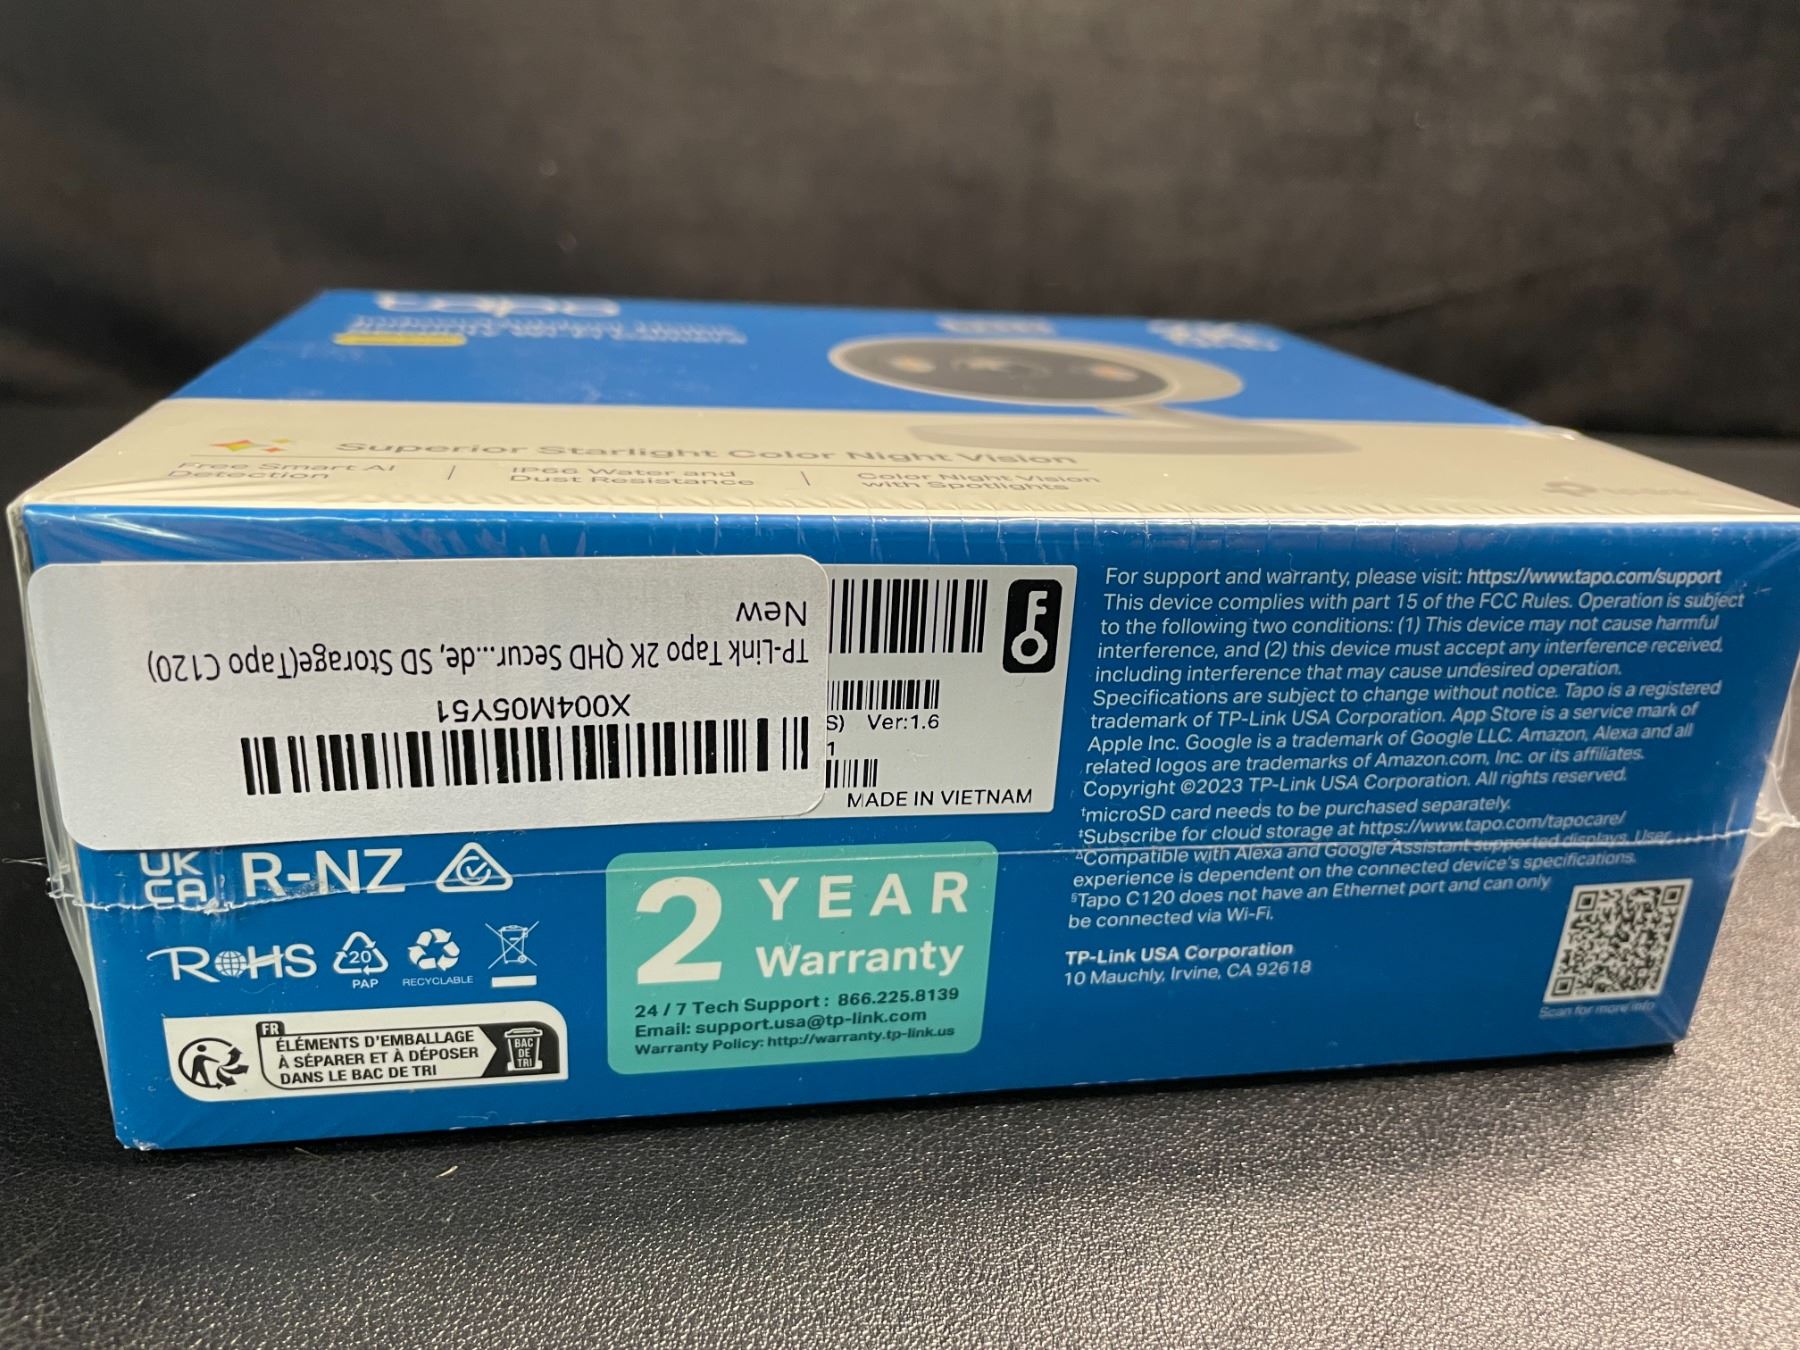 tapo
Superior Starlight Color Night Vision
Free Smart AI
Detection
IP66 Water and
Dust Resistance
Color Night Vision
with Spotlights
New
TP-Link Tapo 2K QHD Secur...de, SD Storage(Tapo C120)
X004M05Y51
S) Ver:1.6
1
MADE IN VIETNAM
For support and warranty, please visit: https://www.tapo.com/support
This device complies with part 15 of the FCC Rules. Operation is subject
to the following two conditions: (1) This device may not cause harmful
interference, and (2) this device must accept any interference received,
including interference that may cause undesired operation.
Specifications are subject to change without notice. Tapo is a registered
trademark of TP-Link USA Corporation. App Store is a service mark of
Apple Inc. Google is a trademark of Google LLC. Amazon, Alexa and all
related logos are trademarks of Amazon.com, Inc. or its affiliates.
Copyright ©2023 TP-Link USA Corporation. All rights reserved.
†microSD card needs to be purchased separately.
‡Subscribe for cloud storage at https://www.tapo.com/tapocare/
ΔCompatible with Alexa and Google Assistant supported displays. User
experience is dependent on the connected device's specifications.
§Tapo C120 does not have an Ethernet port and can only
be connected via Wi-Fi.
TP-Link USA Corporation
10 Mauchly, Irvine, CA 92618
Scan for more info
UK
CA
R-NZ
RoHS
20
PAP
RECYCLABLE
2 YEAR
Warranty
24 / 7 Tech Support : 866.225.8139
Email: support.usa@tp-link.com
Warranty Policy: http://warranty.tp-link.us
FR
ÉLÉMENTS D'EMBALLAGE
À SÉPARER ET À DÉPOSER
DANS LE BAC DE TRI
BAC
DE
TRI